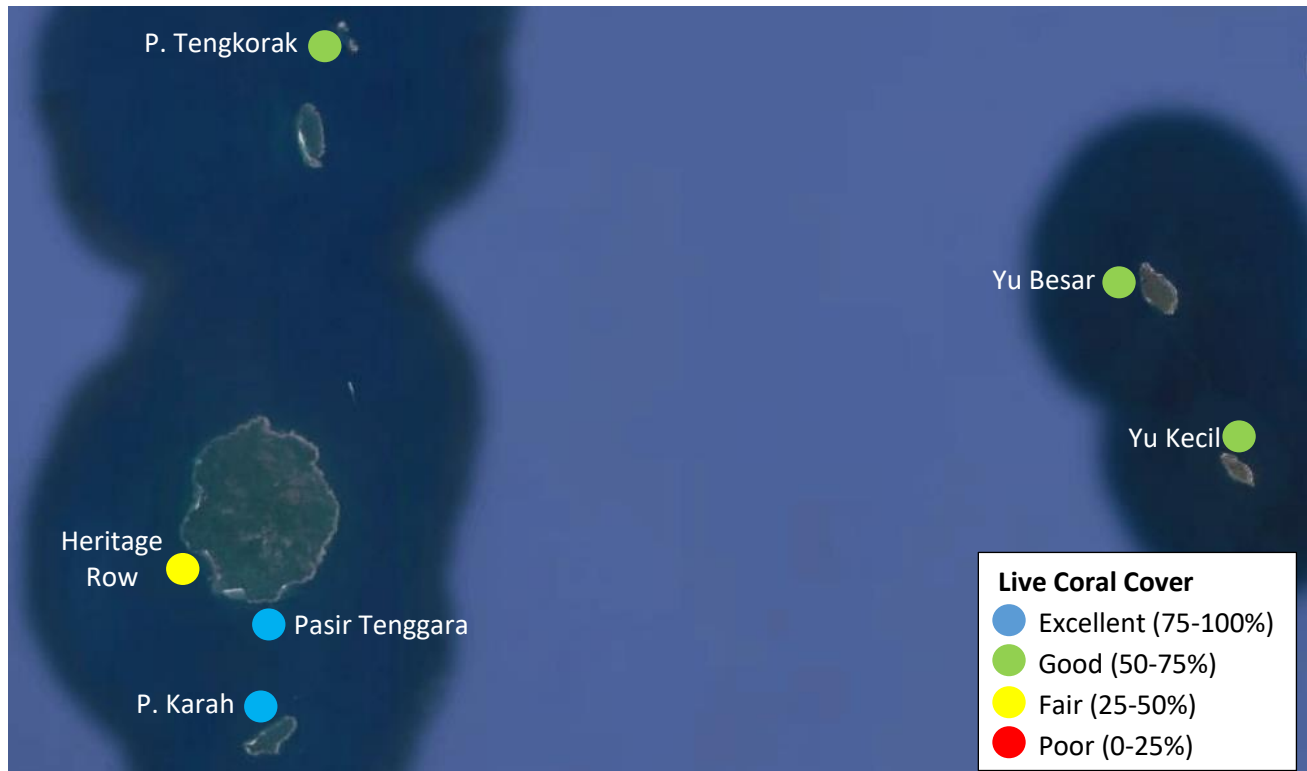 P. Tengkorak
Yu Besar
Yu Kecil
Heritage
Row
Pasir Tenggara
P. Karah
Live Coral Cover
Excellent (75-100%)
Good (50-75%)
Fair (25-50%)
Poor (0-25%)